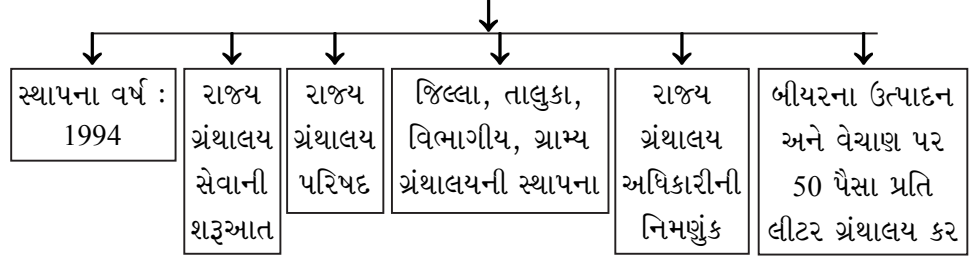 સ્થાપના વર્ષ :
1994
રાજ્ય
ગ્રંથાલય
સેવાની
શરૂઆત
રાજ્ય
ગ્રંથાલય
પરિષદ
જિલ્લા, તાલુકા,
વિભાગીય, ગ્રામ્ય
ગ્રંથાલયની સ્થાપના
રાજ્ય
ગ્રંથાલય
અધિકારીની
નિમણુંક
બીયરના ઉત્પાદન
અને વેચાણ પર
50 પૈસા પ્રતિ
લીટર ગ્રંથાલય કર